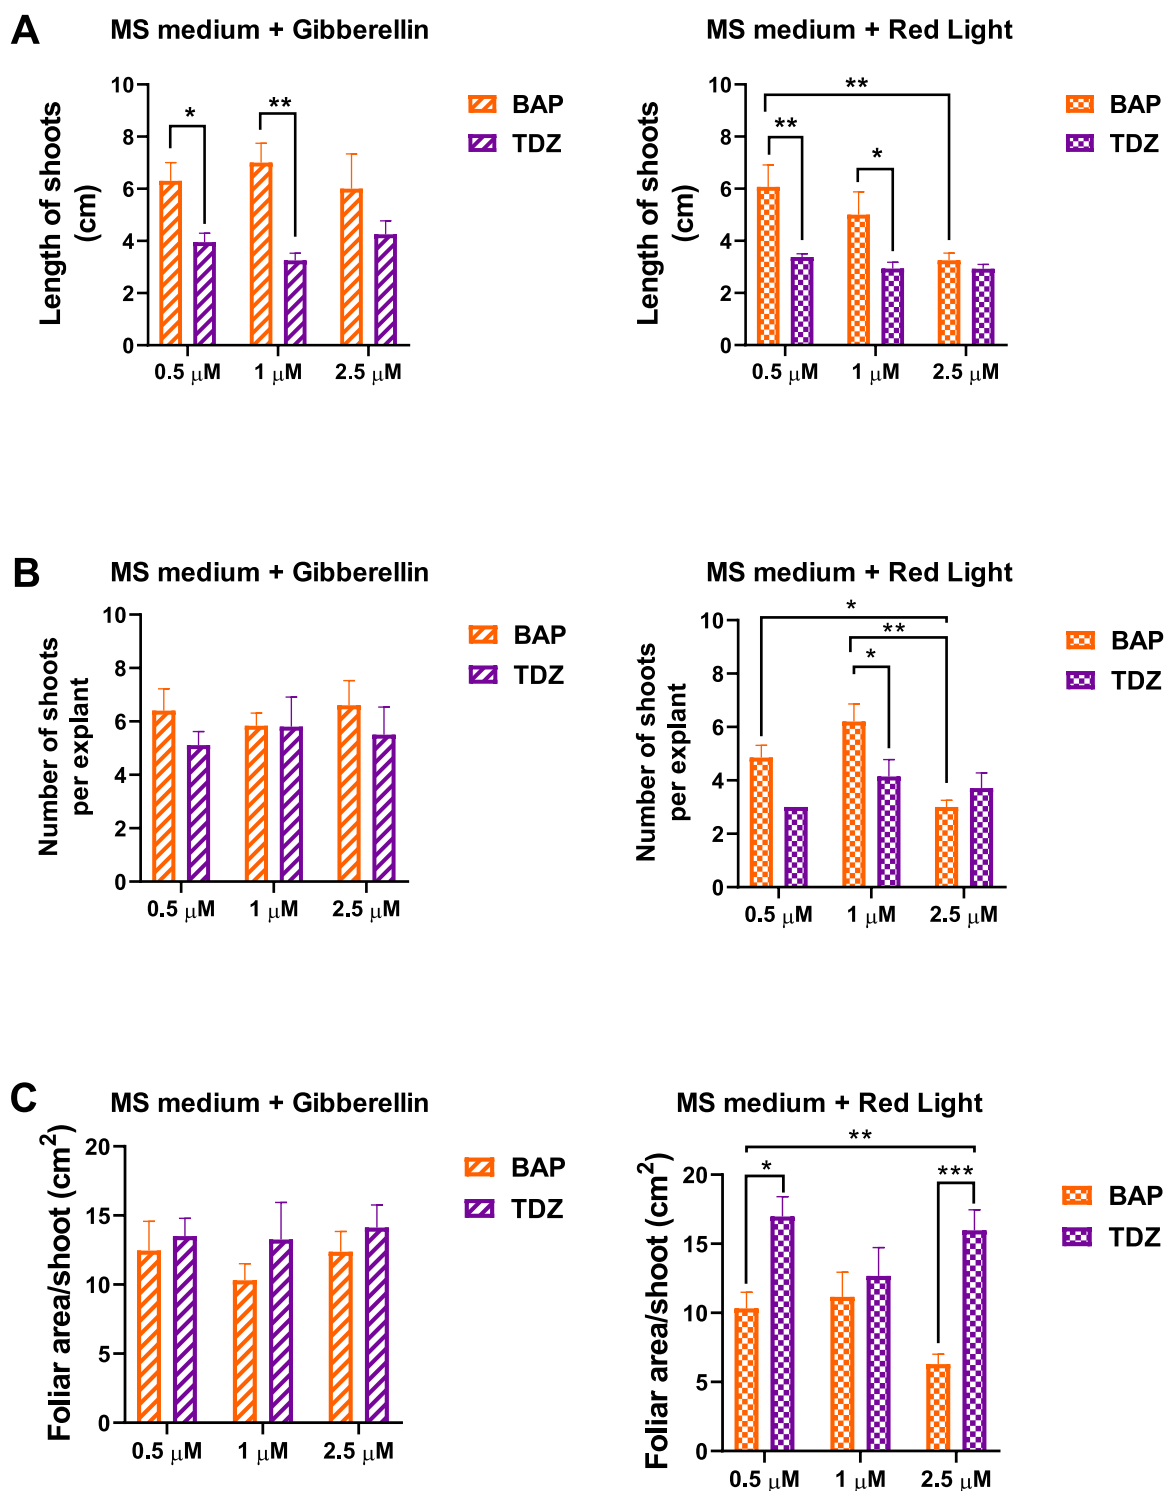 A
MS medium + Gibberellin
Length of shoots
(cm)
10
8
6
4
2
0
*
**
0.5 μM
1 μM
2.5 μM
BAP
TDZ
MS medium + Red Light
Length of shoots
(cm)
10
8
6
4
2
0
**
**
*
0.5 μM
1 μM
2.5 μM
BAP
TDZ
B
MS medium + Gibberellin
Number of shoots
per explant
10
8
6
4
2
0
0.5 μM
1 μM
2.5 μM
BAP
TDZ
MS medium + Red Light
Number of shoots
per explant
10
8
6
4
2
0
*
**
*
0.5 μM
1 μM
2.5 μM
BAP
TDZ
C
MS medium + Gibberellin
Foliar area/shoot (cm²)
20
15
10
5
0
0.5 μM
1 μM
2.5 μM
BAP
TDZ
MS medium + Red Light
Foliar area/shoot (cm²)
20
15
10
5
0
**
*
***
0.5 μM
1 μM
2.5 μM
BAP
TDZ